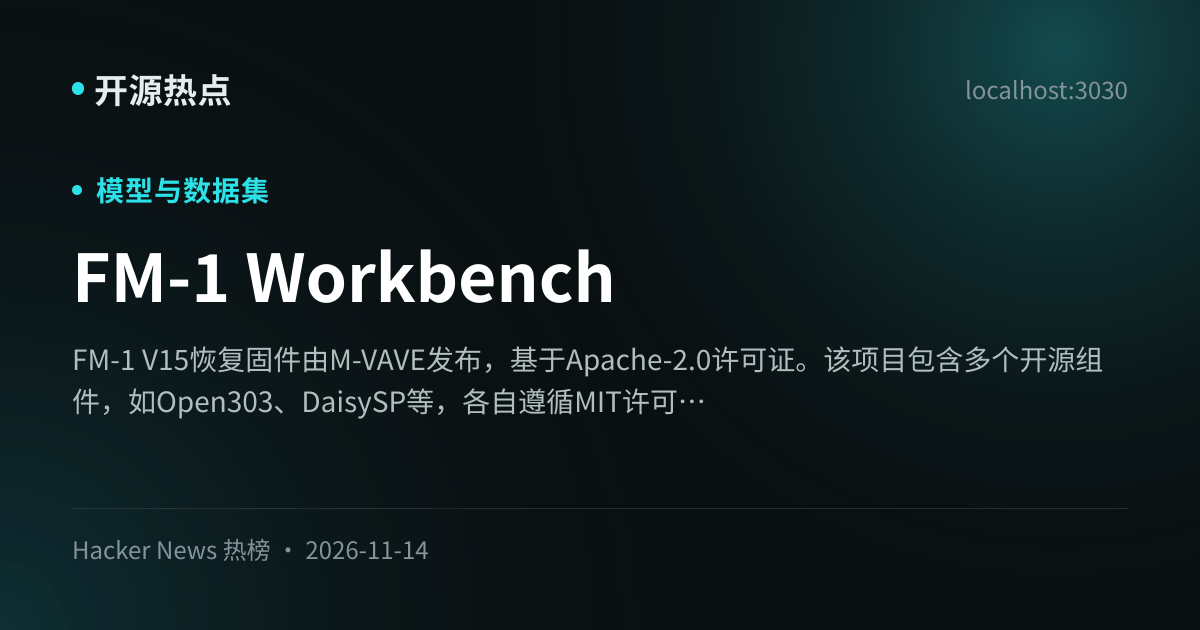 开源热点
localhost:3030
模型与数据集
FM-1 Workbench
FM-1 V15恢复固件由M-VAVE发布，基于Apache-2.0许可证。该项目包含多个开源组
件，如Open303、DaisySP等，各自遵循MIT许可…
Hacker News 热榜 · 2026-11-14